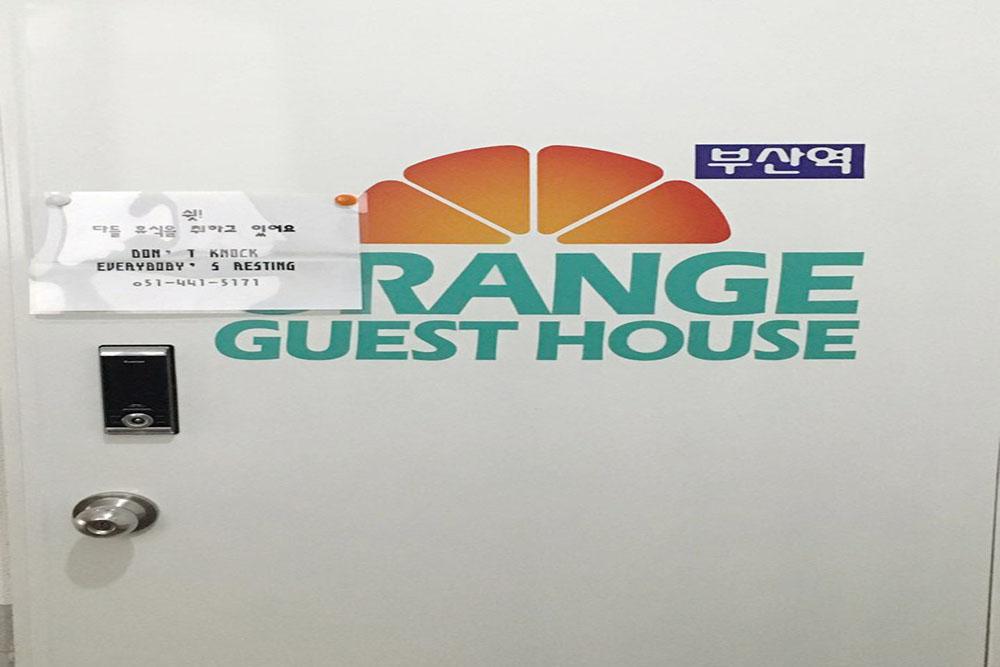 부산역
쉿!
다들 휴식을 취하고 있어요
DON'T KNOCK
EVERYBODY'S RESTING
051-441-5171
ORANGE
GUEST HOUSE